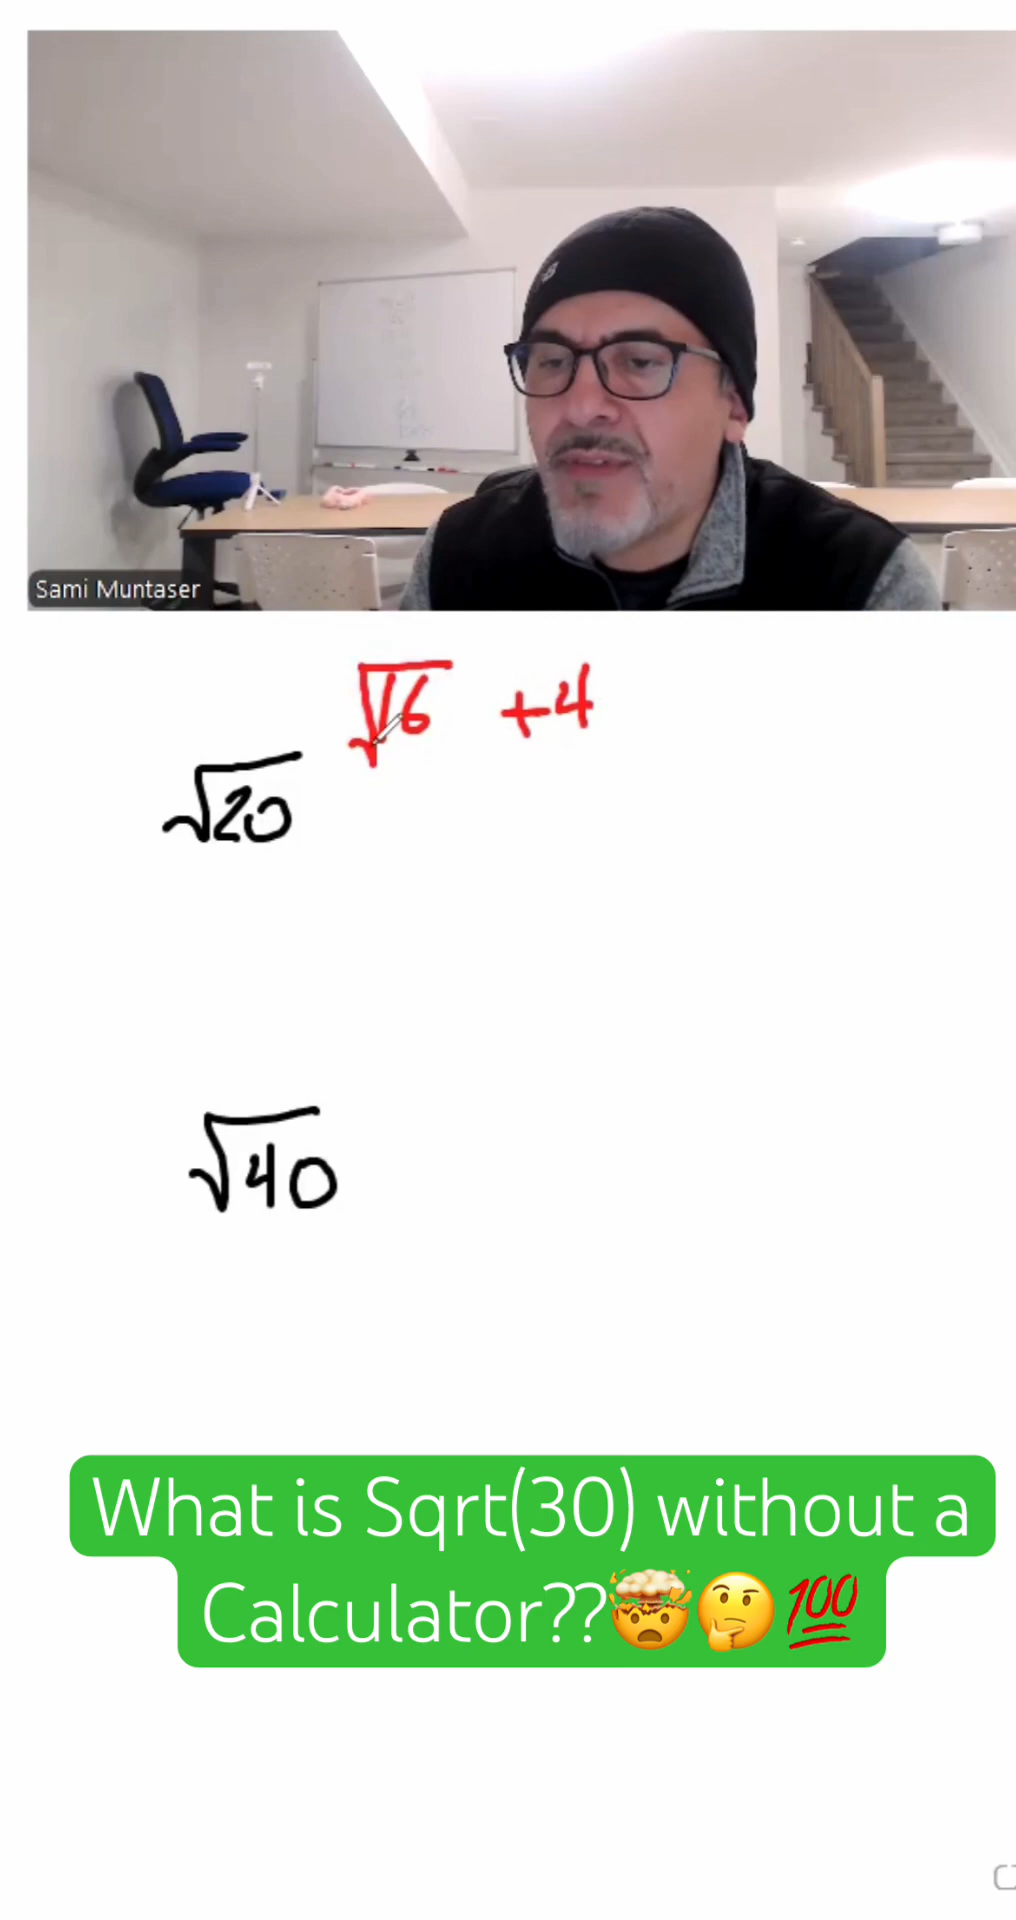 Sami Muntaser
√16 +4
√20
√40
What is Sqrt(30) without a
Calculator??🤯🤔💯